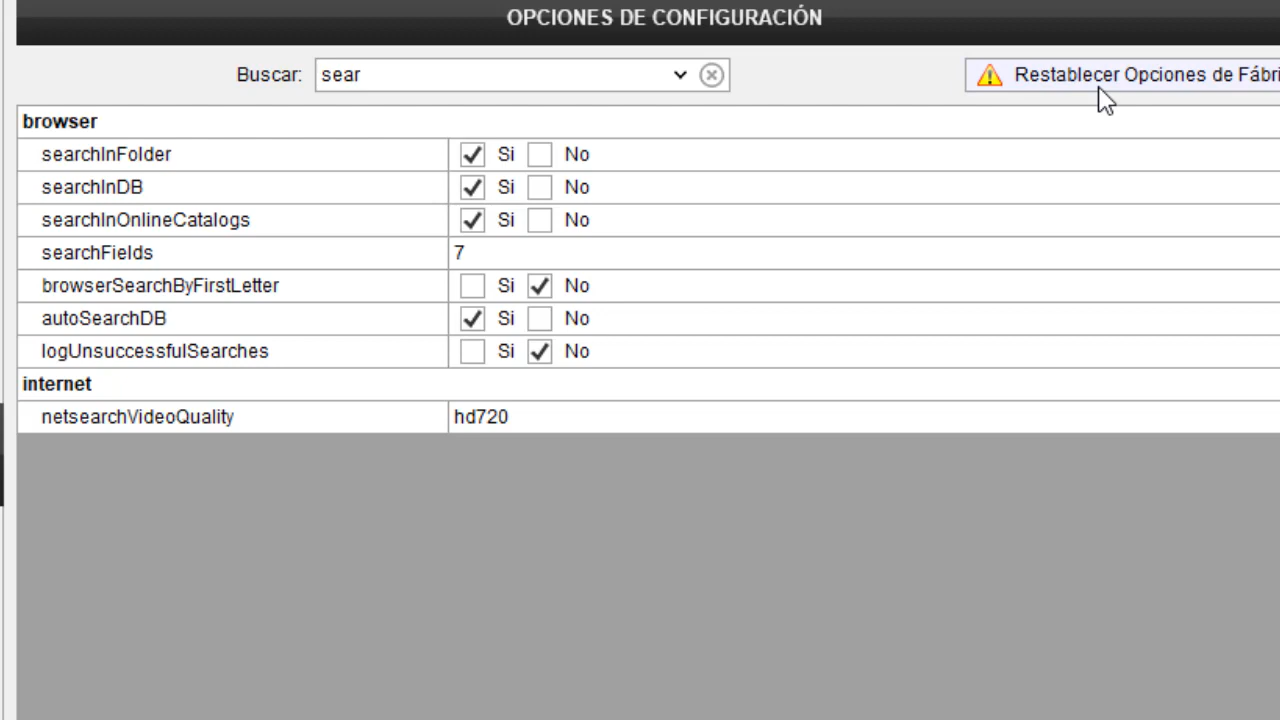 OPCIONES DE CONFIGURACIÓN
Buscar: sear Restablecer Opciones de Fábri
browser
searchInFolder Si No
searchInDB Si No
searchInOnlineCatalogs Si No
searchFields 7
browserSearchByFirstLetter Si No
autoSearchDB Si No
logUnsuccessfulSearches Si No
internet
netsearchVideoQuality hd720